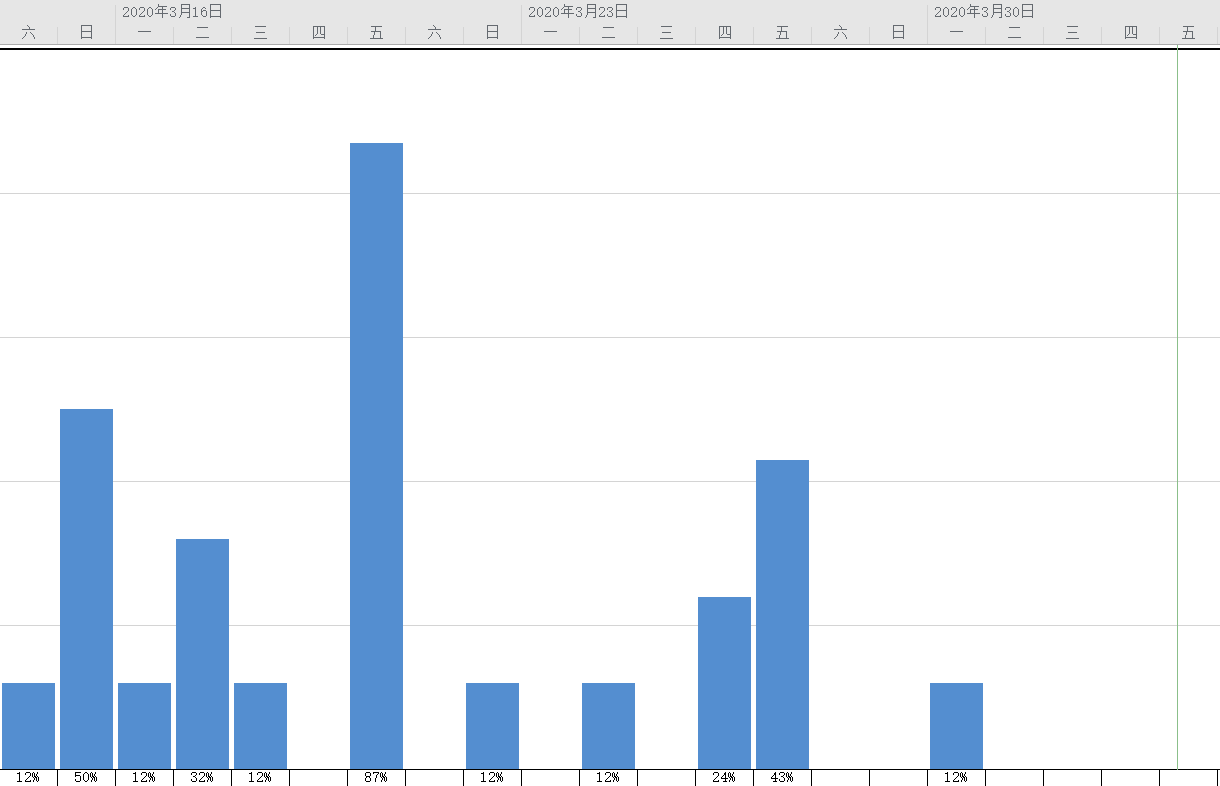 2020年3月16日 2020年3月23日 2020年3月30日
六 日 一 二 三 四 五 六 日 一 二 三 四 五 六 日 一 二 三 四 五
12% 50% 12% 32% 12% 87% 12% 12% 24% 43% 12%